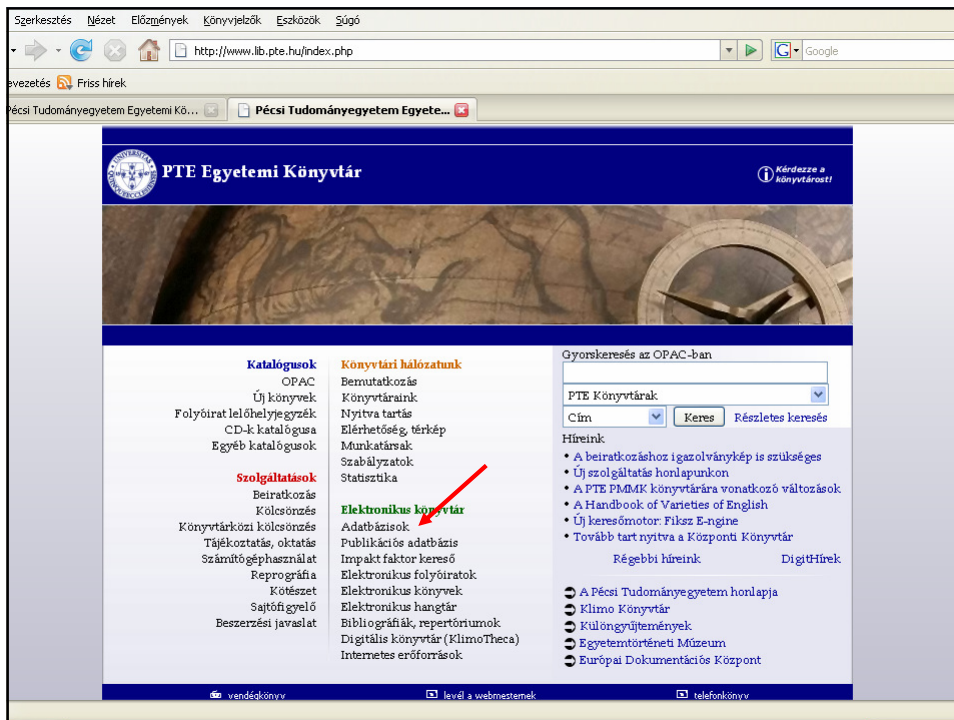 Szerkesztés Nézet Előzmények Könyvjelzők Eszközök Súgó
http://www.lib.pte.hu/index.php
G Google
evezetés Friss hírek
Pécsi Tudományegyetem Egyetemi Kö...
Pécsi Tudományegyetem Egyete...
PTE Egyetemi Könyvtár
Kérdezze a
könyvtárost!
Katalógusok
OPAC
Új könyvek
Folyóirat lelőhelyjegyzék
CD-k katalógusa
Egyéb katalógusok
Szolgáltatások
Beiratkozás
Kölcsönzés
Könyvtárközi kölcsönzés
Tájékoztatás, oktatás
Számítógéphasználat
Reprográfia
Kötészet
Sajtófigyelő
Beszerzési javaslat
Könyvtári hálózatunk
Bemutatkozás
Könyvtáraink
Nyitva tartás
Elérhetőség, térkép
Munkatársak
Szabályzatok
Statisztika
Elektronikus könyvtár
Adatbázisok
Publikációs adatbázis
Impakt faktor kereső
Elektronikus folyóiratok
Elektronikus könyvek
Elektronikus hangtár
Bibliográfiák, repertóriumok
Digitális könyvtár (KlimoTheca)
Internetes erőforrások
Gyorskeresés az OPAC-ban
PTE Könyvtárak
Cím Keres Részletes keresés
Híreink
• A beiratkozáshoz igazolványkép is szükséges
• Új szolgáltatás honlapunkon
• A PTE PMMK könyvtárára vonatkozó változások
• A Handbook of Varieties of English
• Új keresőmotor: Fiksz E-ngine
• Tovább tart nyitva a Központi Könyvtár
Régebbi híreink DigitHírek
A Pécsi Tudományegyetem honlapja
Klimo Könyvtár
Különgyűjtemények
Egyetemtörténeti Múzeum
Európai Dokumentációs Központ
vendégkönyv levél a webmesternek telefonkönyv